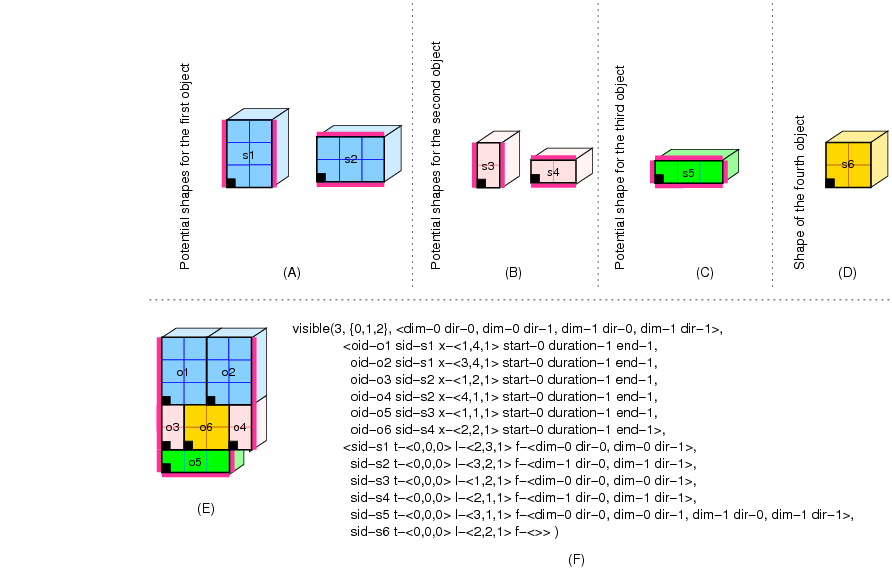 Potential shapes for the first object
s1
s2
(A)
Potential shapes for the second object
s3
s4
(B)
Potential shape for the third object
s5
(C)
Shape of the fourth object
s6
(D)
o1
o2
o3
o6
o4
o5
(E)
visible(3, {0,1,2}, <dim-0 dir-0, dim-0 dir-1, dim-1 dir-0, dim-1 dir-1>,
<oid-o1 sid-s1 x-<1,4,1> start-0 duration-1 end-1,
oid-o2 sid-s1 x-<3,4,1> start-0 duration-1 end-1,
oid-o3 sid-s2 x-<1,2,1> start-0 duration-1 end-1,
oid-o4 sid-s2 x-<4,1,1> start-0 duration-1 end-1,
oid-o5 sid-s3 x-<1,1,1> start-0 duration-1 end-1,
oid-o6 sid-s4 x-<2,2,1> start-0 duration-1 end-1>,
<sid-s1 t-<0,0,0> l-<2,3,1> f-<dim-0 dir-0, dim-0 dir-1>,
sid-s2 t-<0,0,0> l-<3,2,1> f-<dim-1 dir-0, dim-1 dir-1>,
sid-s3 t-<0,0,0> l-<1,2,1> f-<dim-0 dir-0, dim-0 dir-1>,
sid-s4 t-<0,0,0> l-<2,1,1> f-<dim-1 dir-0, dim-1 dir-1>,
sid-s5 t-<0,0,0> l-<3,1,1> f-<dim-0 dir-0, dim-0 dir-1, dim-1 dir-0, dim-1 dir-1>,
sid-s6 t-<0,0,0> l-<2,2,1> f-<>> )
(F)